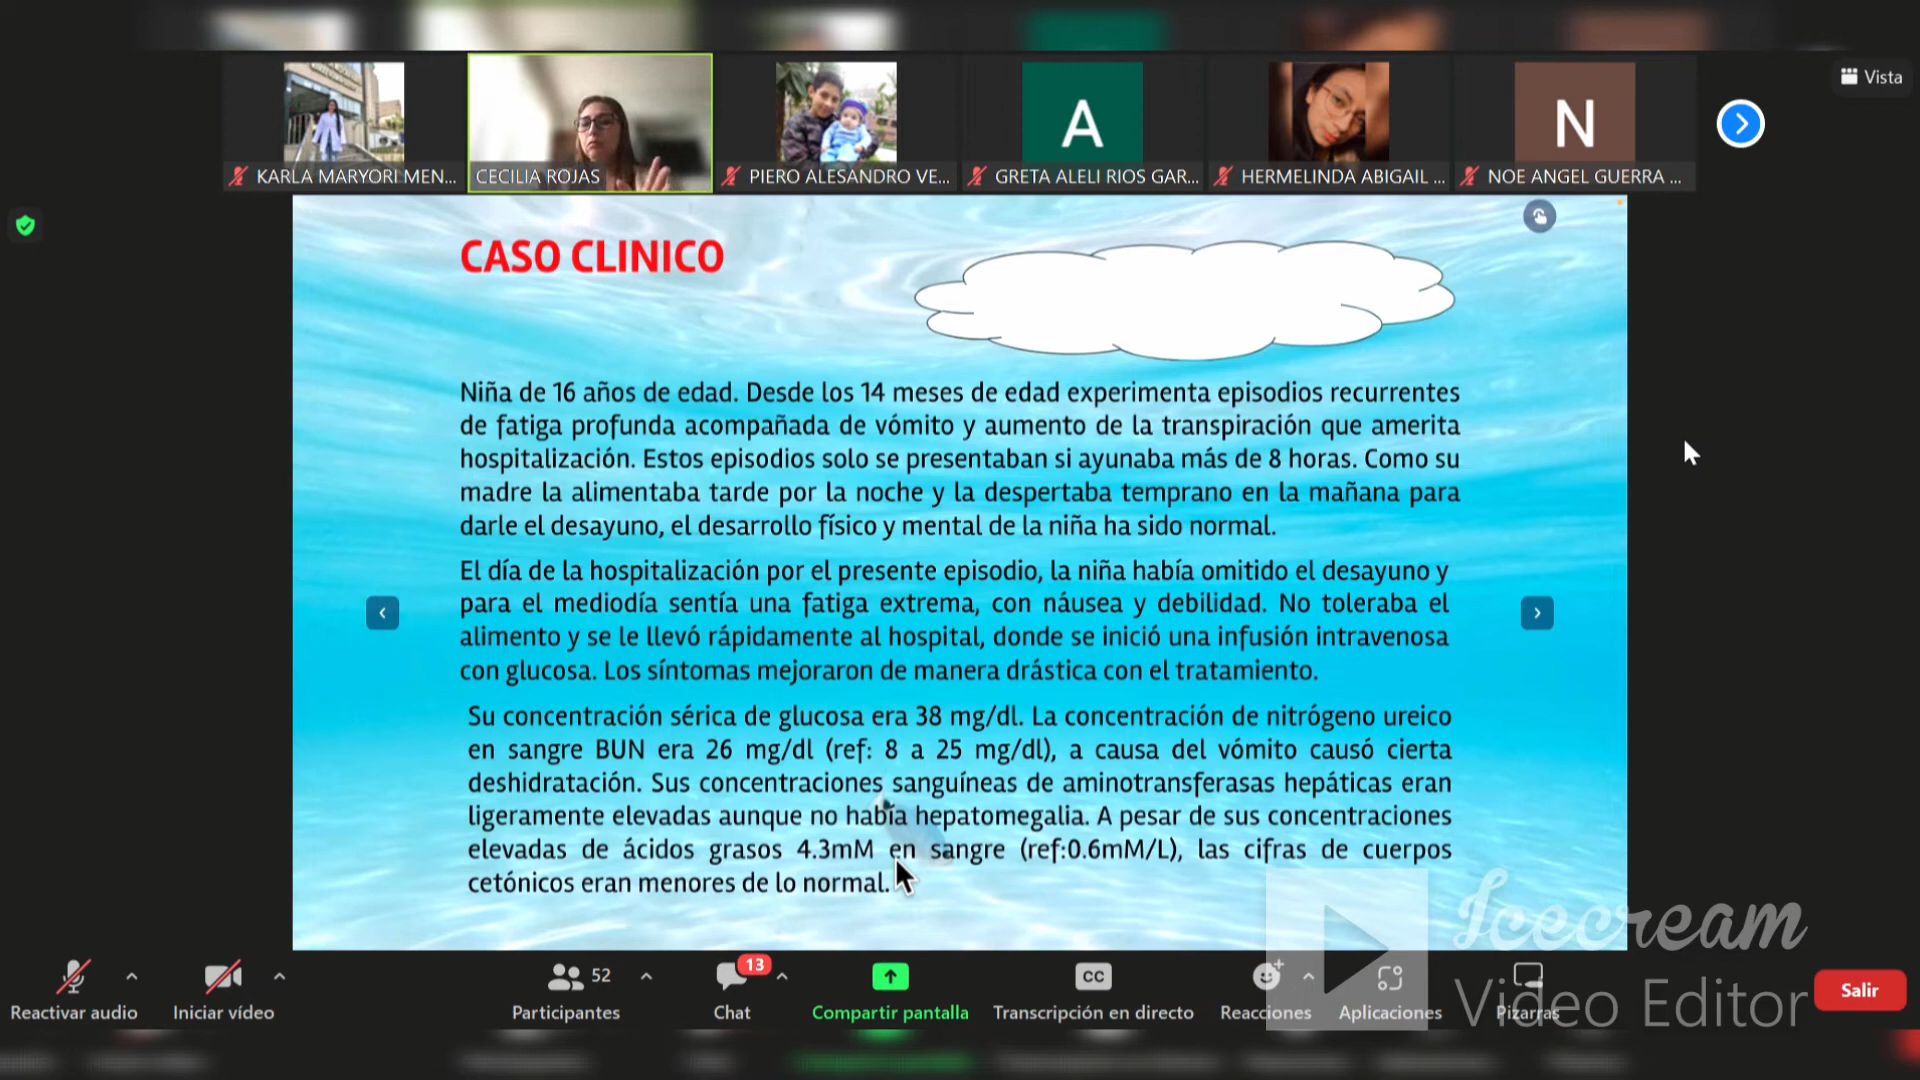 Vista
KARLA MARYORI MEN...
CECILIA ROJAS
PIERO ALESANDRO VE...
A
GRETA ALELI RIOS GAR...
HERMELINDA ABIGAIL ...
N
NOE ANGEL GUERRA ...
CASO CLINICO
Niña de 16 años de edad. Desde los 14 meses de edad experimenta episodios recurrentes
de fatiga profunda acompañada de vómito y aumento de la transpiración que amerita
hospitalización. Estos episodios solo se presentaban si ayunaba más de 8 horas. Como su
madre la alimentaba tarde por la noche y la despertaba temprano en la mañana para
darle el desayuno, el desarrollo físico y mental de la niña ha sido normal.
El día de la hospitalización por el presente episodio, la niña había omitido el desayuno y
para el mediodía sentía una fatiga extrema, con náusea y debilidad. No toleraba el
alimento y se le llevó rápidamente al hospital, donde se inició una infusión intravenosa
con glucosa. Los síntomas mejoraron de manera drástica con el tratamiento.
Su concentración sérica de glucosa era 38 mg/dl. La concentración de nitrógeno ureico
en sangre BUN era 26 mg/dl (ref: 8 a 25 mg/dl), a causa del vómito causó cierta
deshidratación. Sus concentraciones sanguíneas de aminotransferasas hepáticas eran
ligeramente elevadas aunque no había hepatomegalia. A pesar de sus concentraciones
elevadas de ácidos grasos 4.3mM en sangre (ref:0.6mM/L), las cifras de cuerpos
cetónicos eran menores de lo normal.
Icecream
Video Editor
52
13
CC
Reactivar audio
Iniciar vídeo
Participantes
Chat
Compartir pantalla
Transcripción en directo
Reacciones
Aplicaciones
Pizarras
Salir